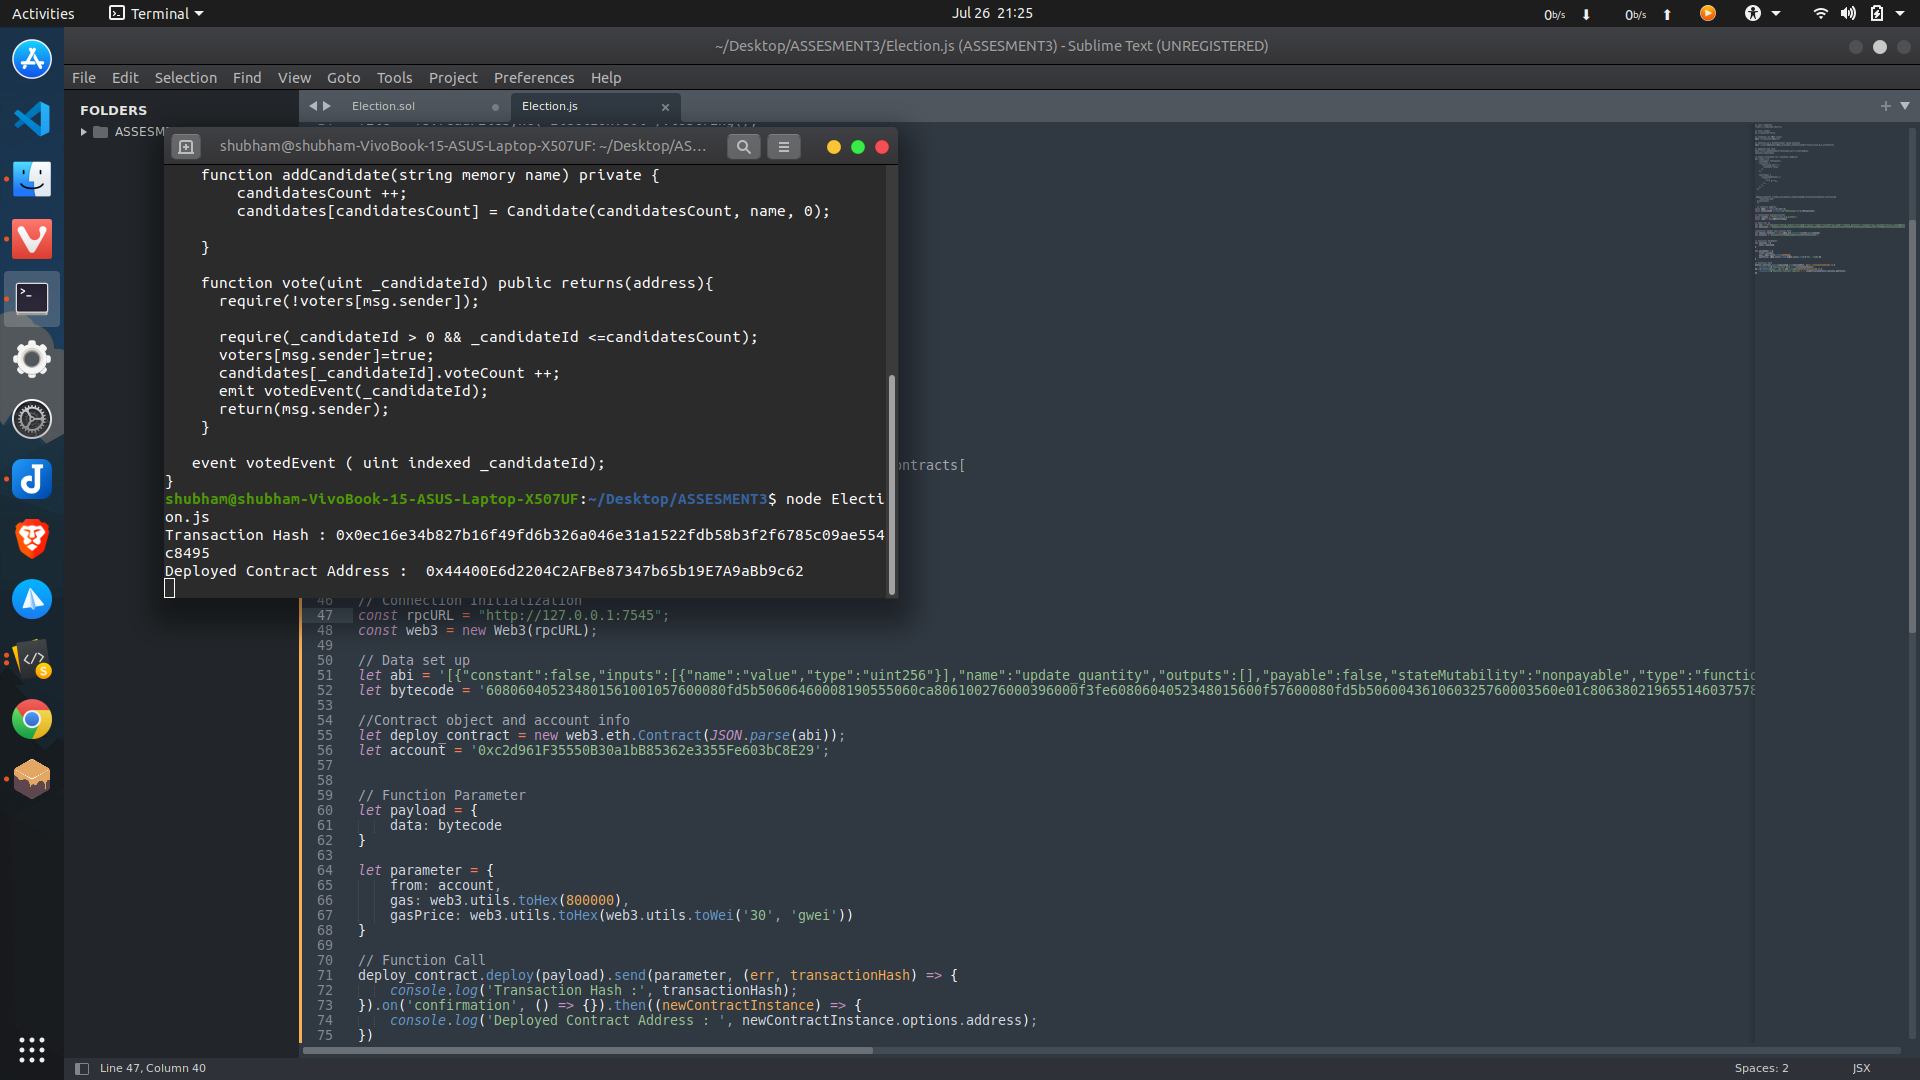 Activities
Terminal
Jul 26 21:25
0b/s
0b/s
~/Desktop/ASSESMENT3/Election.js (ASSESMENT3) - Sublime Text (UNREGISTERED)
File Edit Selection Find View Goto Tools Project Preferences Help
FOLDERS
ASSESM
Election.sol
Election.js
shubham@shubham-VivoBook-15-ASUS-Laptop-X507UF: ~/Desktop/AS...
function addCandidate(string memory name) private {
candidatesCount ++;
candidates[candidatesCount] = Candidate(candidatesCount, name, 0);
}
function vote(uint _candidateId) public returns(address){
require(!voters[msg.sender]);
require(_candidateId > 0 && _candidateId <=candidatesCount);
voters[msg.sender]=true;
candidates[_candidateId].voteCount ++;
emit votedEvent(_candidateId);
return(msg.sender);
}
event votedEvent ( uint indexed _candidateId);
}
shubham@shubham-VivoBook-15-ASUS-Laptop-X507UF:~/Desktop/ASSESMENT3$ node Electi
on.js
Transaction Hash : 0x0ec16e34b827b16f49fd6b326a046e31a1522fdb58b3f2f6785c09ae554
c8495
Deployed Contract Address :  0x44400E6d2204C2AFBe87347b65b19E7A9aBb9c62
ontracts[
46 // Connection Initialization
47 const rpcURL = "http://127.0.0.1:7545";
48 const web3 = new Web3(rpcURL);
49
50 // Data set up
51 let abi = '[{"constant":false,"inputs":[{"name":"value","type":"uint256"}],"name":"update_quantity","outputs":[],"payable":false,"stateMutability":"nonpayable","type":"functio
52 let bytecode = '608060405234801561001057600080fd5b50606460008190555060ca806100276000396000f3fe6080604052348015600f57600080fd5b506004361060325760003560e01c80638021965514603757​8
53
54 //Contract object and account info
55 let deploy_contract = new web3.eth.Contract(JSON.parse(abi));
56 let account = '0xc2d961F35550B30a1bB85362e3355Fe603bC8E29';
57
58
59 // Function Parameter
60 let payload = {
61 data: bytecode
62 }
63
64 let parameter = {
65 from: account,
66 gas: web3.utils.toHex(800000),
67 gasPrice: web3.utils.toHex(web3.utils.toWei('30', 'gwei'))
68 }
69
70 // Function Call
71 deploy_contract.deploy(payload).send(parameter, (err, transactionHash) => {
72 console.log('Transaction Hash :', transactionHash);
73 }).on('confirmation', () => {}).then((newContractInstance) => {
74 console.log('Deployed Contract Address : ', newContractInstance.options.address);
75 })
Line 47, Column 40
Spaces: 2
JSX